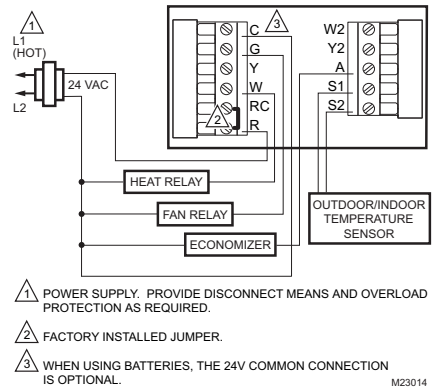 1
L1
(HOT)
24 VAC
L2
3
C
G
Y
W
RC
2
R
W2
Y2
A
S1
S2
HEAT RELAY
FAN RELAY
ECONOMIZER
OUTDOOR/INDOOR
TEMPERATURE
SENSOR
1 POWER SUPPLY. PROVIDE DISCONNECT MEANS AND OVERLOAD
PROTECTION AS REQUIRED.
2 FACTORY INSTALLED JUMPER.
3 WHEN USING BATTERIES, THE 24V COMMON CONNECTION
IS OPTIONAL.
M23014